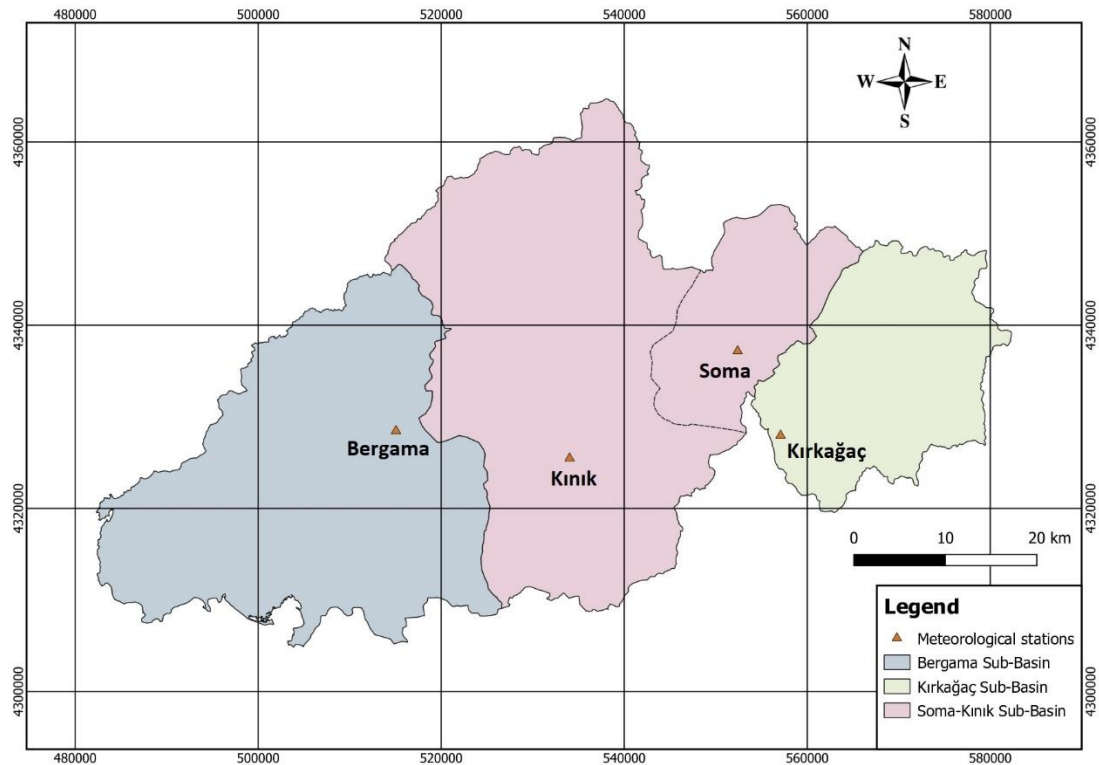 480000 500000 520000 540000 560000 580000
N
W E
S
4360000 4360000
4340000 4340000
Soma
Bergama
Kırkağaç
Kınık
4320000 4320000
0 10 20 km
Legend
Meteorological stations
Bergama Sub-Basin
Kırkağaç Sub-Basin
Soma-Kınık Sub-Basin
4300000 4300000
480000 500000 520000 540000 560000 580000